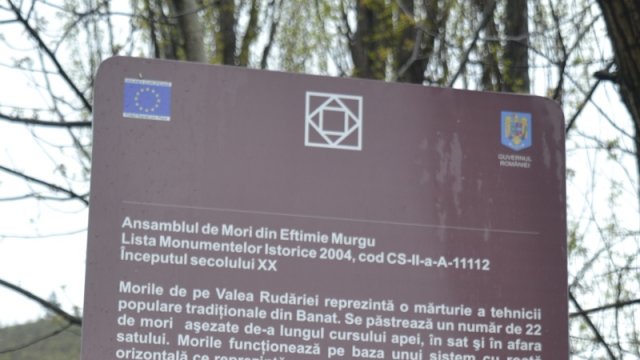 GUVERNUL
ROMÂNIEI
Ansamblul de Mori din Eftimie Murgu
Lista Monumentelor Istorice 2004, cod CS-II-a-A-11112
Începutul secolului XX
Morile de pe Valea Rudăriei reprezintă o mărturie a tehnicii
populare tradiționale din Banat. Se păstrează un număr de 22
de mori așezate de-a lungul cursului apei, în sat și în afara
satului. Morile funcționează pe baza unui sistem cu
orizontală ce reprezintă